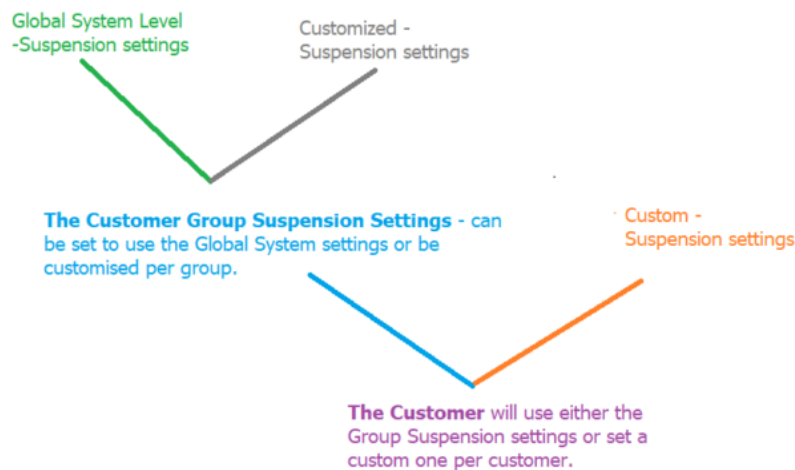 Global System Level
-Suspension settings
Customized -
Suspension settings
The Customer Group Suspension Settings - can
be set to use the Global System settings or be
customised per group.
Custom -
Suspension settings
The Customer will use either the
Group Suspension settings or set a
custom one per customer.